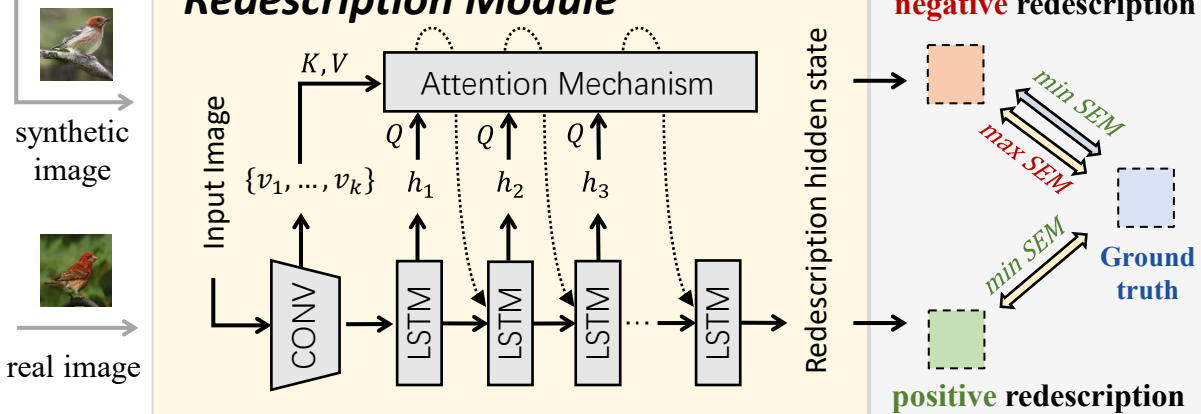 Redescription Module
negative redescription
synthetic
image
real image
Input Image
K, V
Attention Mechanism
Q
Q
Q
{v₁, …, vₖ}
h₁
h₂
h₃
CONV
LSTM
LSTM
LSTM
...
LSTM
Redescription hidden state
min SEM
max SEM
min SEM
Ground
truth
positive redescription